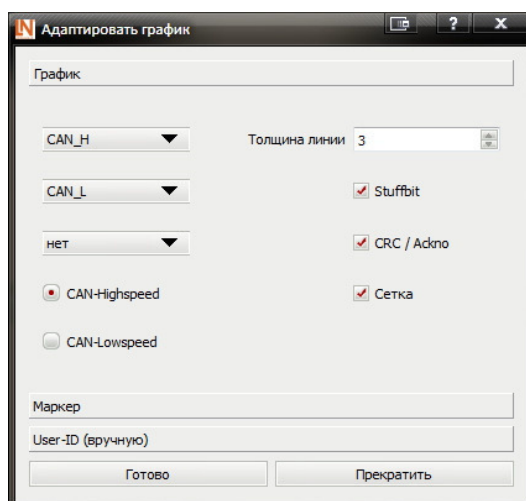 LN Адаптировать график ? X
График
CAN_H Толщина линии 3
CAN_L Stuffbit
нет CRC / Ackno
CAN-Highspeed Сетка
CAN-Lowspeed
Маркер
User-ID (вручную)
Готово Прекратить